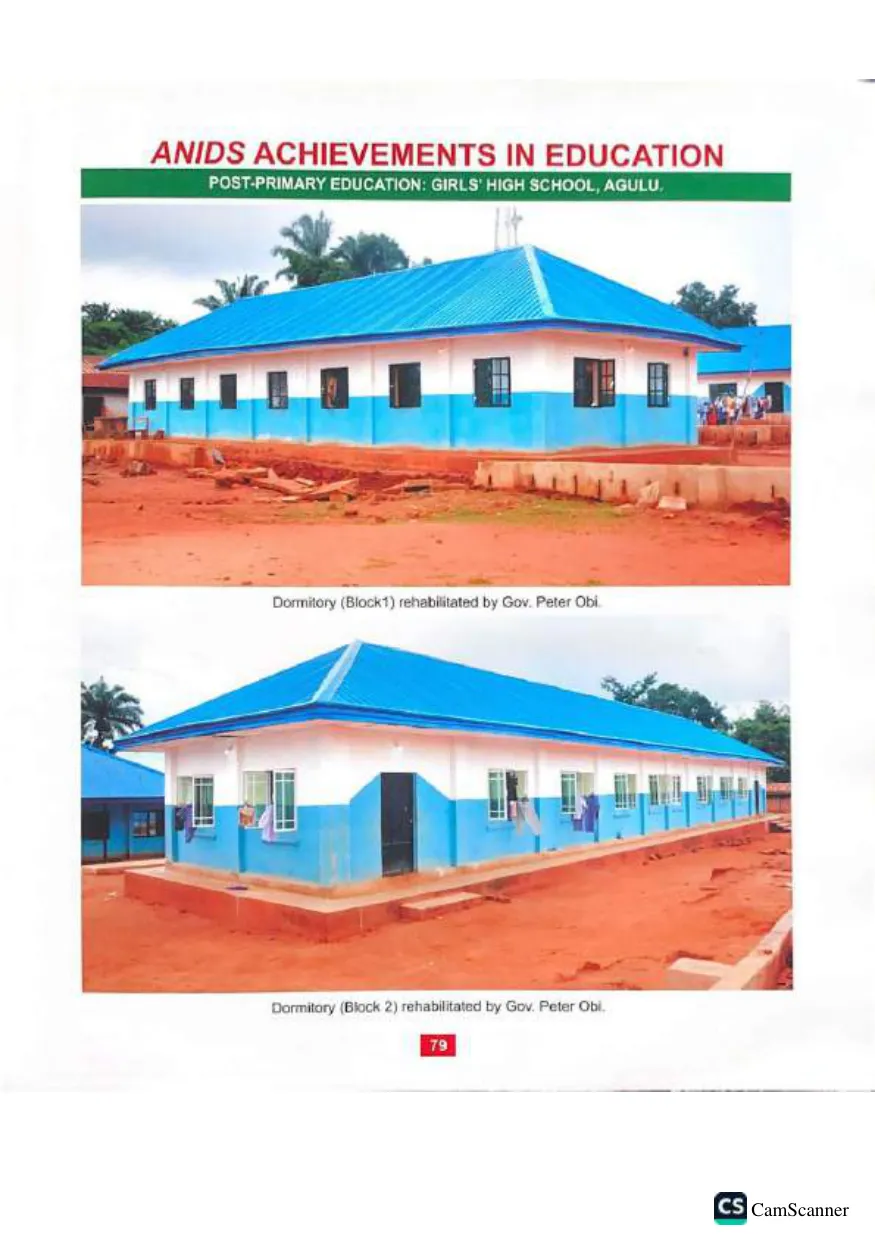 ANIDS ACHIEVEMENTS IN EDUCATION
POST-PRIMARY EDUCATION: GIRLS' HIGH SCHOOL, AGULU.
Dormitory (Block1) rehabilitated by Gov. Peter Obi.
Dormitory (Block 2) rehabilitated by Gov. Peter Obi.
79
CS CamScanner